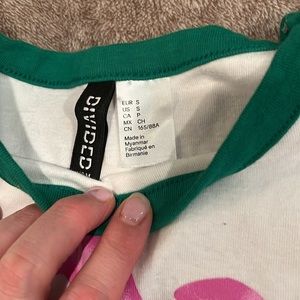 DIVIDED
EUR S
US S
CA P
MX CH
CN 165/88A
Made in
Myanmar
Fabriqué en
Birmanie